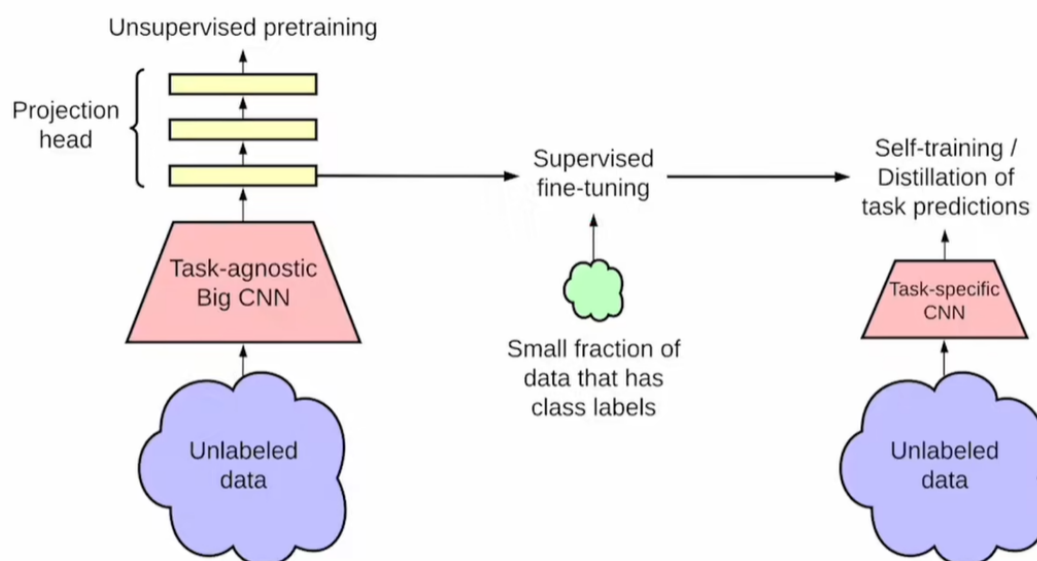 Unsupervised pretraining
Projection
head
Task-agnostic
Big CNN
Unlabeled
data
Supervised
fine-tuning
Small fraction of
data that has
class labels
Self-training /
Distillation of
task predictions
Task-specific
CNN
Unlabeled
data